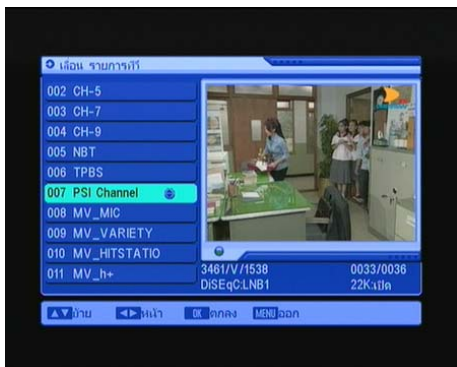 เลื่อน รายการทีวี
002 CH-5
003 CH-7
004 CH-9
005 NBT
006 TPBS
007 PSI Channel
008 MV_MIC
009 MV_VARIETY
010 MV_HITSTATIO
011 MV_h+
3461/V/1538 0033/0036
DiSEqC:LNB1 22K:เปิด
▲▼ย้าย ◄►หน้า OK ตกลง MENU ออก